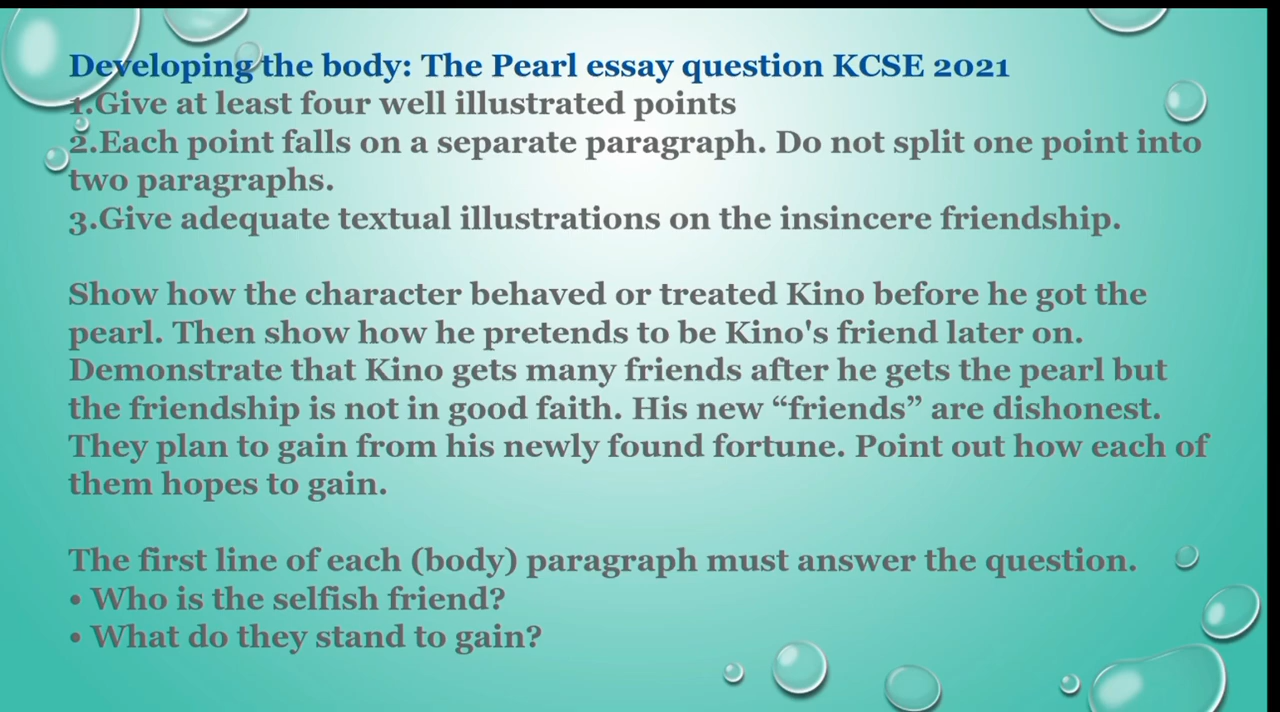 Developing the body: The Pearl essay question KCSE 2021
1.Give at least four well illustrated points
2.Each point falls on a separate paragraph. Do not split one point into
two paragraphs.
3.Give adequate textual illustrations on the insincere friendship.
Show how the character behaved or treated Kino before he got the
pearl. Then show how he pretends to be Kino's friend later on.
Demonstrate that Kino gets many friends after he gets the pearl but
the friendship is not in good faith. His new “friends” are dishonest.
They plan to gain from his newly found fortune. Point out how each of
them hopes to gain.
The first line of each (body) paragraph must answer the question.
• Who is the selfish friend?
• What do they stand to gain?